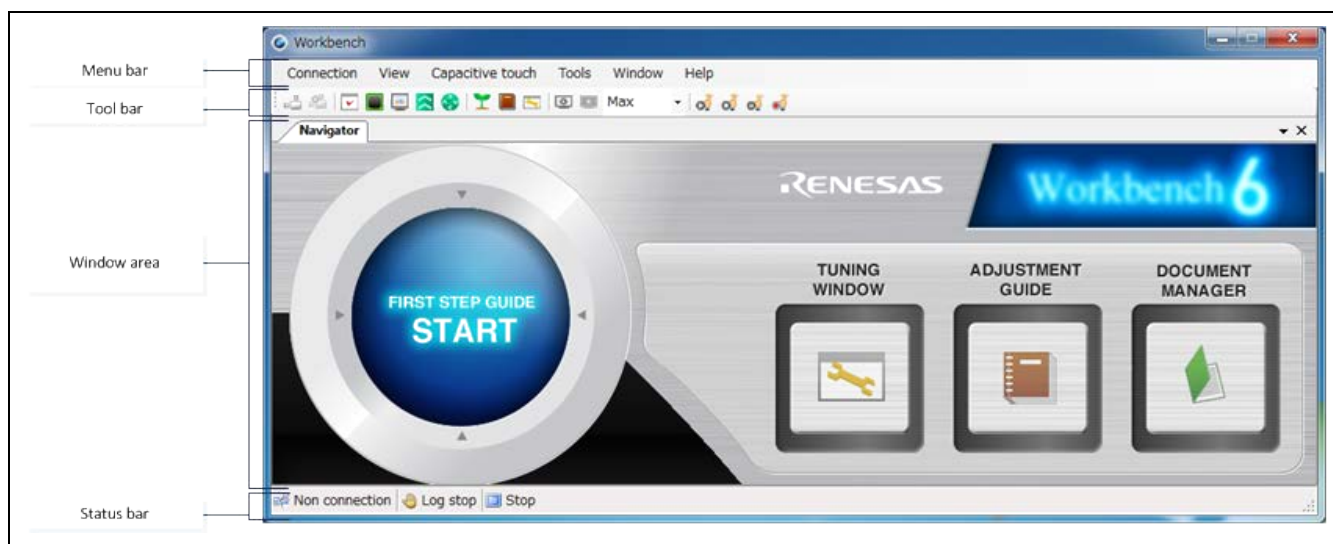 Workbench
Menu bar
Connection View Capacitive touch Tools Window Help
Tool bar
Max
Navigator
RENESAS
Workbench 6
Window area
FIRST STEP GUIDE
START
TUNING
WINDOW
ADJUSTMENT
GUIDE
DOCUMENT
MANAGER
Status bar
Non connection Log stop Stop